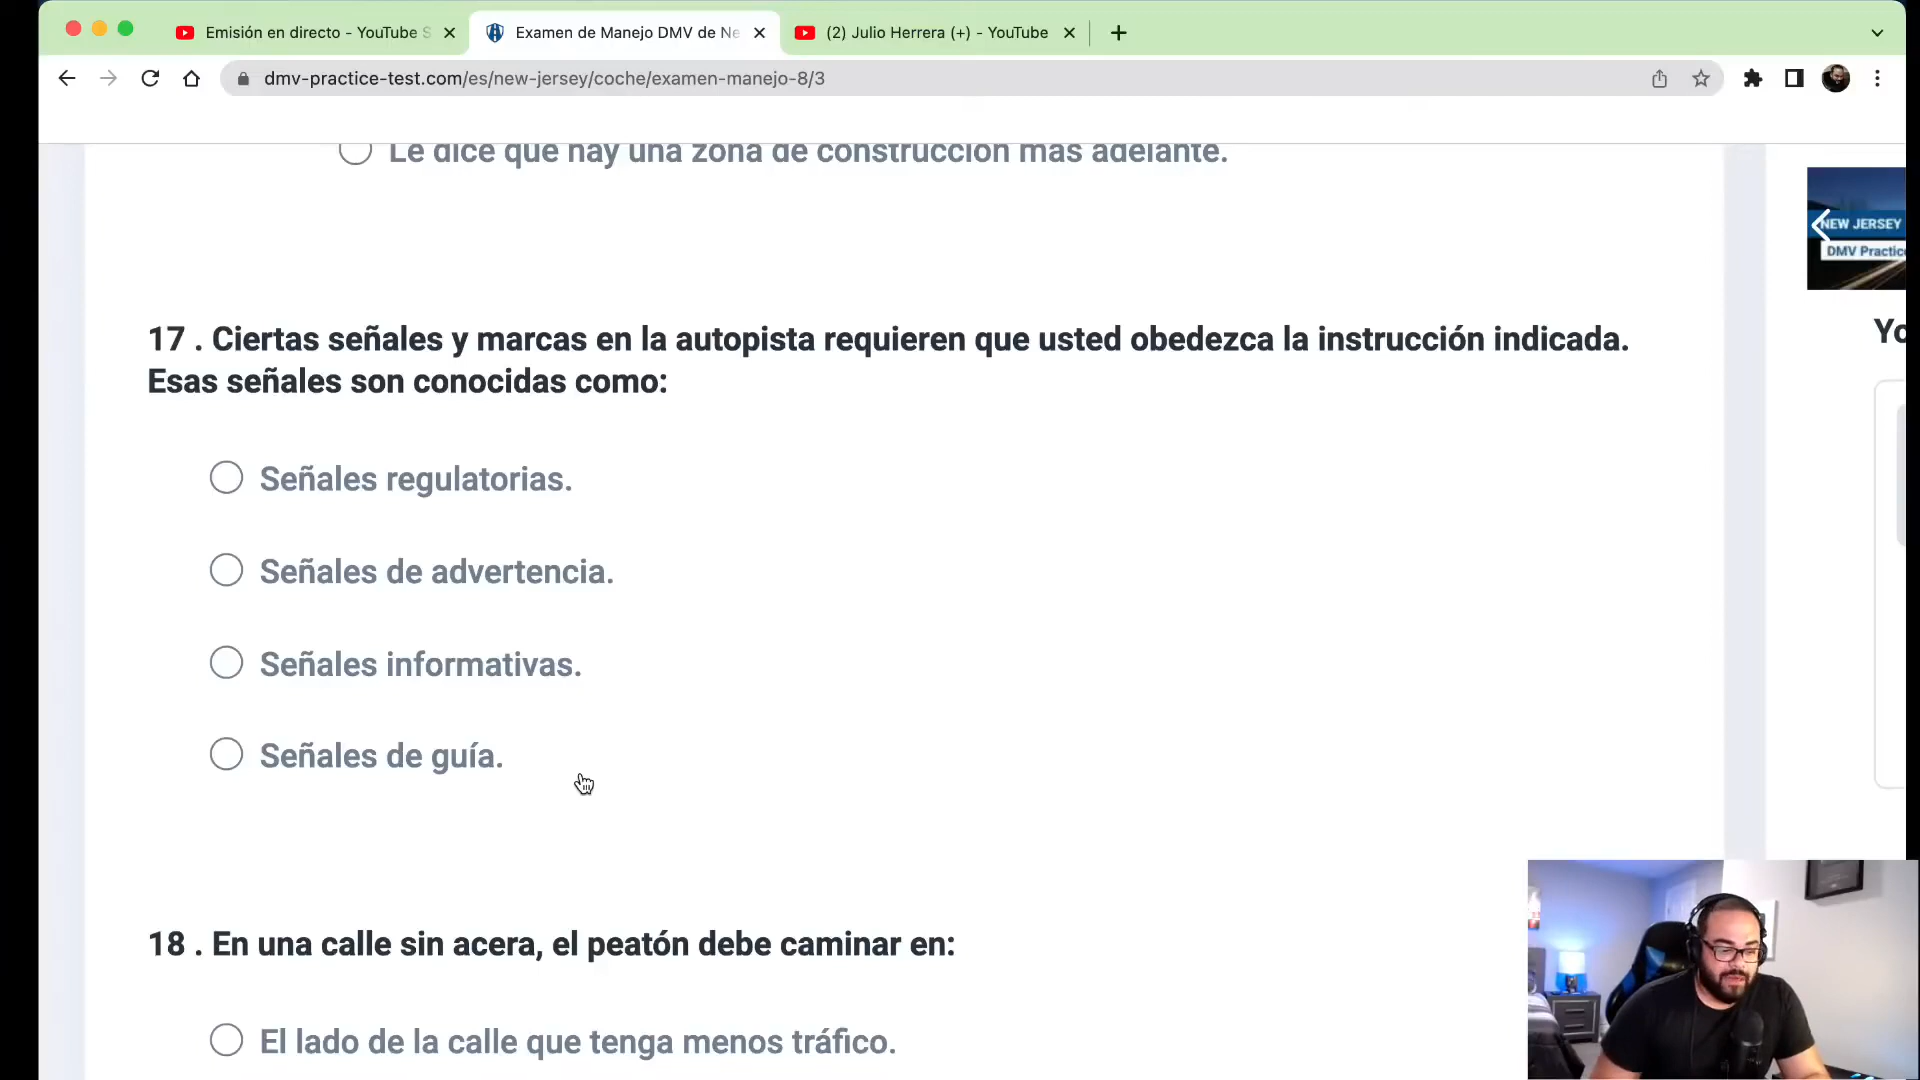 Emisión en directo - YouTube S
Examen de Manejo DMV de Ne
(2) Julio Herrera (+) - YouTube
dmv-practice-test.com/es/new-jersey/coche/examen-manejo-8/3
Le dice que hay una zona de construcción más adelante.
NEW JERSEY
DMV Practice
Yo
17 . Ciertas señales y marcas en la autopista requieren que usted obedezca la instrucción indicada.
Esas señales son conocidas como:
Señales regulatorias.
Señales de advertencia.
Señales informativas.
Señales de guía.
18 . En una calle sin acera, el peatón debe caminar en:
El lado de la calle que tenga menos tráfico.